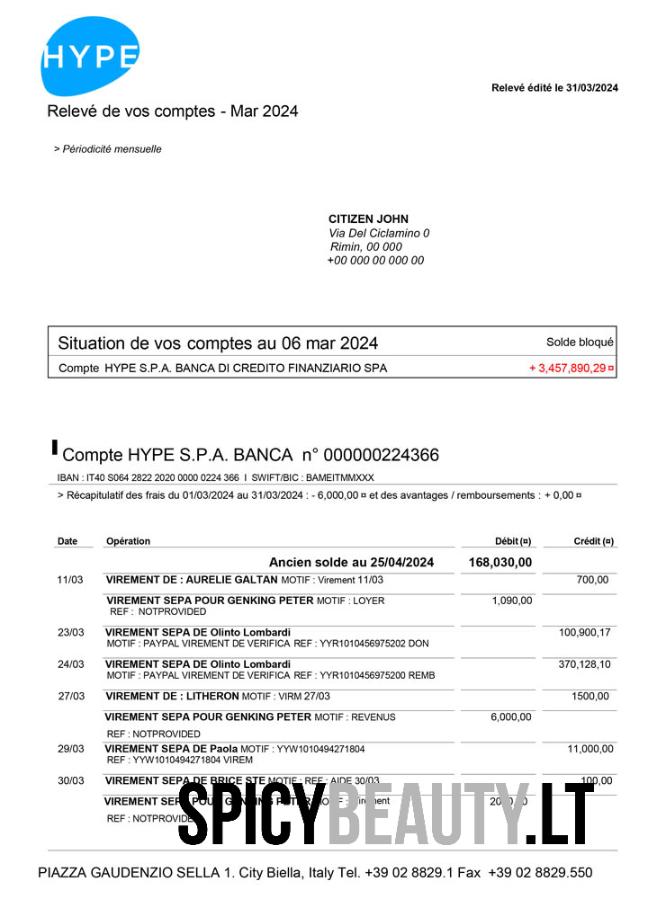 HYPE
Relevé édité le 31/03/2024
Relevé de vos comptes - Mar 2024
> Périodicité mensuelle
CITIZEN JOHN
Via Del Ciclamino 0
Rimin, 00 000
+00 000 00 000 00
Situation de vos comptes au 06 mar 2024 Solde bloqué
Compte HYPE S.P.A. BANCA DI CREDITO FINANZIARIO SPA + 3,457,890,29 ¤
Compte HYPE S.P.A. BANCA n° 000000224366
IBAN : IT40 S064 2822 2020 0000 0224 366 I SWIFT/BIC : BAMEITMMXXX
> Récapitulatif des frais du 01/03/2024 au 31/03/2024 : - 6,000,00 ¤ et des avantages / remboursements : + 0,00 ¤
Date Opération Débit (¤) Crédit (¤)
Ancien solde au 25/04/2024 168,030,00
11/03 VIREMENT DE : AURELIE GALTAN MOTIF : Virement 11/03 700,00
VIREMENT SEPA POUR GENKING PETER MOTIF : LOYER 1,090,00
REF : NOTPROVIDED
23/03 VIREMENT SEPA DE Olinto Lombardi 100,900,17
MOTIF : PAYPAL VIREMENT DE VERIFICA REF : YYR1010456975202 DON
24/03 VIREMENT SEPA DE Olinto Lombardi 370,128,10
MOTIF : PAYPAL VIREMENT DE VERIFICA REF : YYR1010456975200 REMB
27/03 VIREMENT DE : LITHERON MOTIF : VIRM 27/03 1500,00
VIREMENT SEPA POUR GENKING PETER MOTIF : REVENUS 6,000,00
REF : NOTPROVIDED
29/03 VIREMENT SEPA DE Paola MOTIF : YYW1010494271804 11,000,00
REF : YYW1010494271804 VIREM
30/03 VIREMENT SEPA DE BRICE STE MOTIF : REF : AIDE 30/03 100,00
VIREMENT SEPA POUR GENKING PETER
REF : NOTPROVIDED
SPICYBEAUTY.LT
PIAZZA GAUDENZIO SELLA 1. City Biella, Italy Tel. +39 02 8829.1 Fax +39 02 8829.550